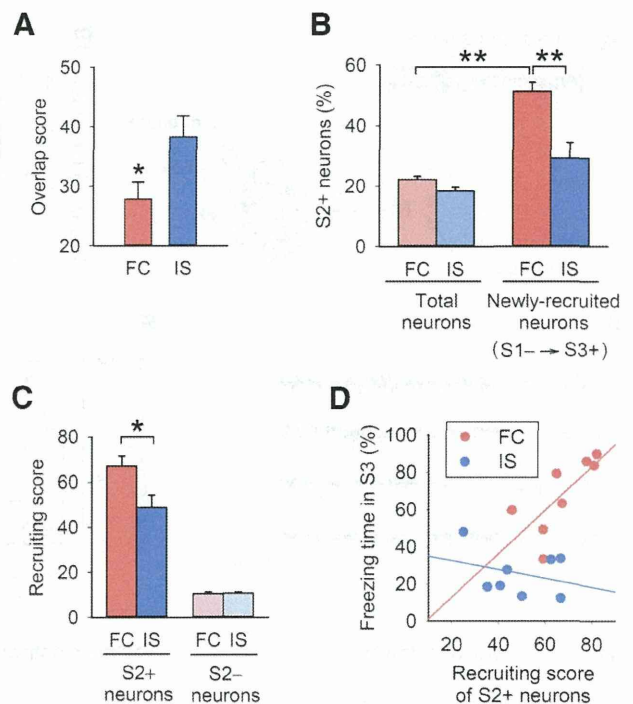 A
Overlap score
50
40
30
20
*
FC IS
B
S2+ neurons (%)
60
40
20
0
** **
FC IS FC IS
Total neurons
Newly-recruited neurons
(S1– → S3+)
C
Recruiting score
80
60
40
20
0
*
FC IS FC IS
S2+ neurons
S2– neurons
D
Freezing time in S3 (%)
100
80
60
40
20
0
FC
IS
20 40 60 80
Recruiting score
of S2+ neurons